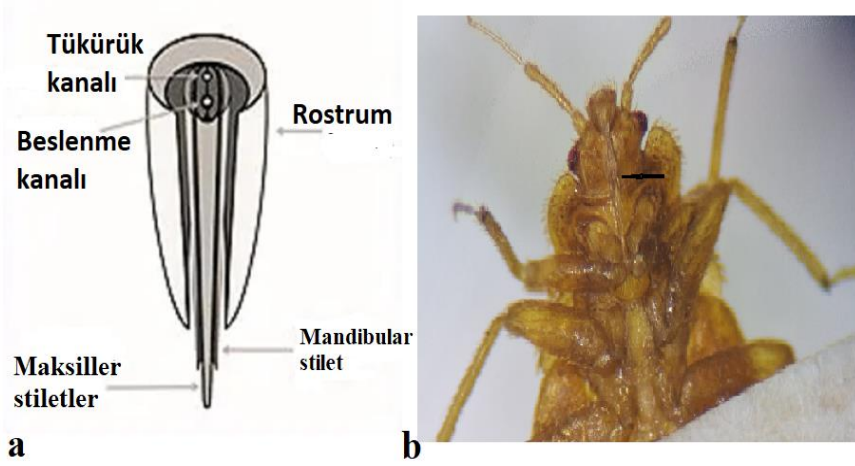 Tükürük
kanalı
Beslenme
kanalı
Rostrum
Mandibular
stilet
Maksiller
stiletler
a
b